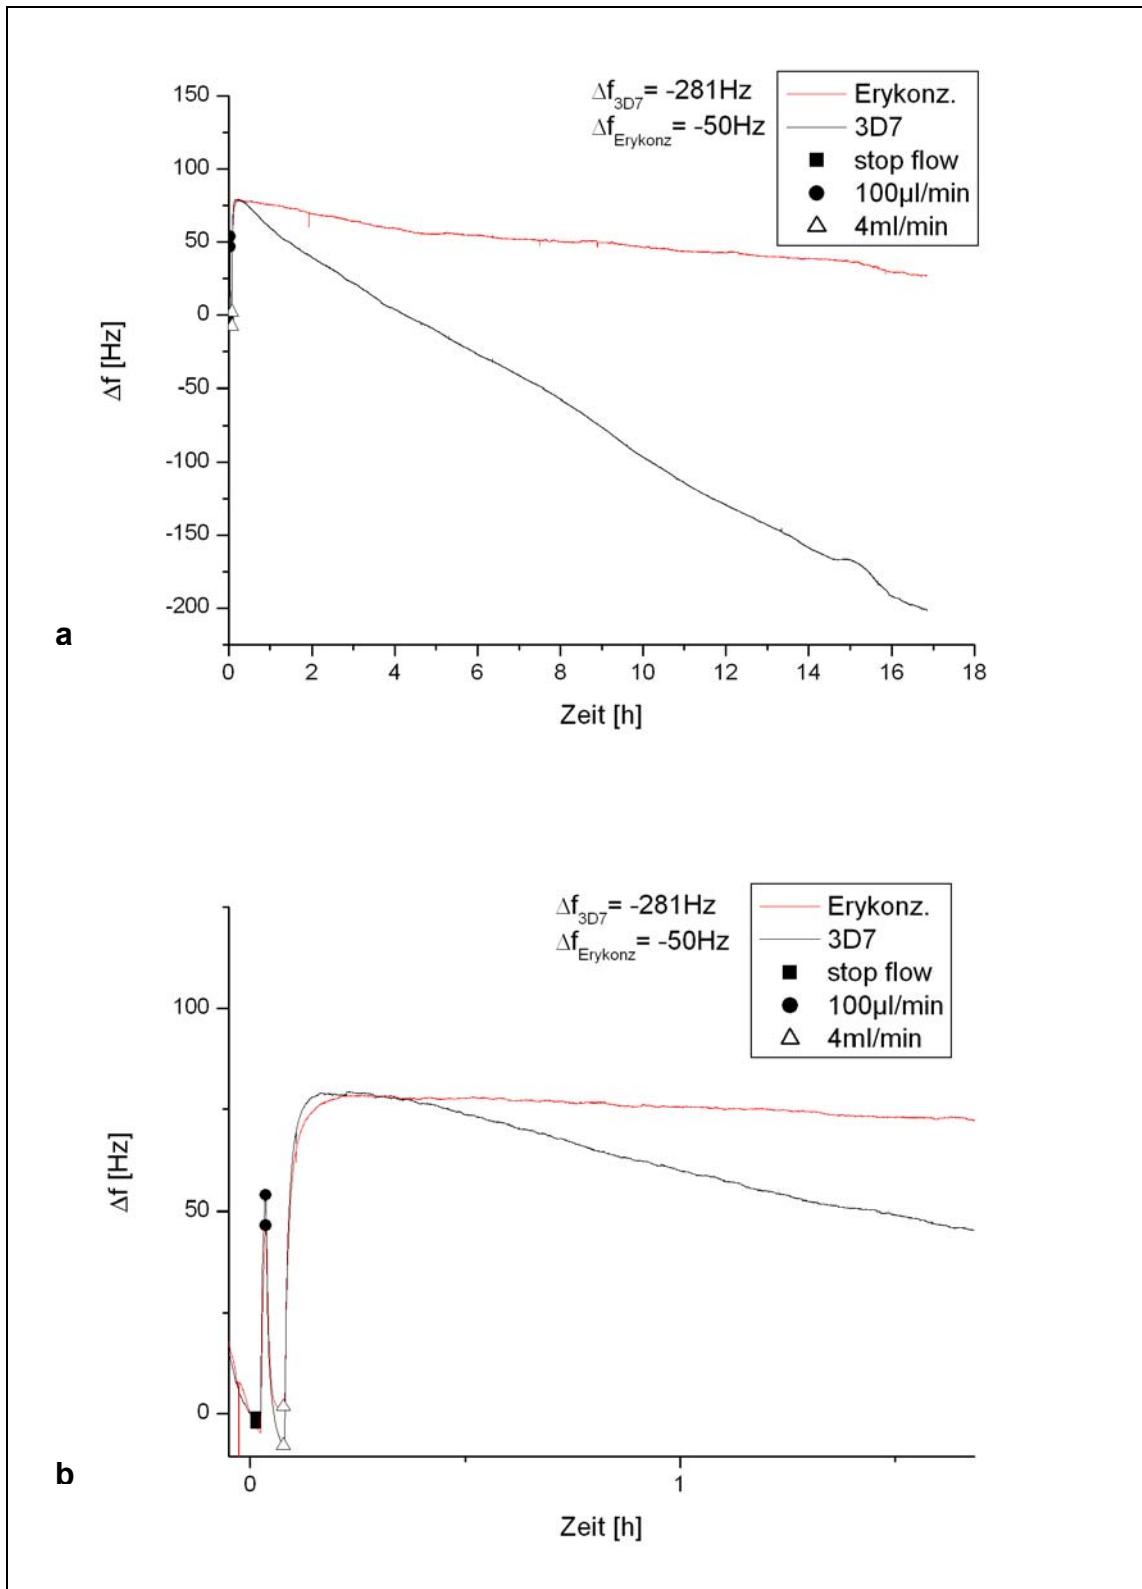 Δf3D7= -281Hz
ΔfErykonz= -50Hz
Erykonz.
3D7
stop flow
100µl/min
4ml/min
150
100
50
0
-50
-100
-150
-200
Δf [Hz]
0 2 4 6 8 10 12 14 16 18
Zeit [h]
a
Δf3D7= -281Hz
ΔfErykonz= -50Hz
Erykonz.
3D7
stop flow
100µl/min
4ml/min
100
50
0
Δf [Hz]
0 1
Zeit [h]
b